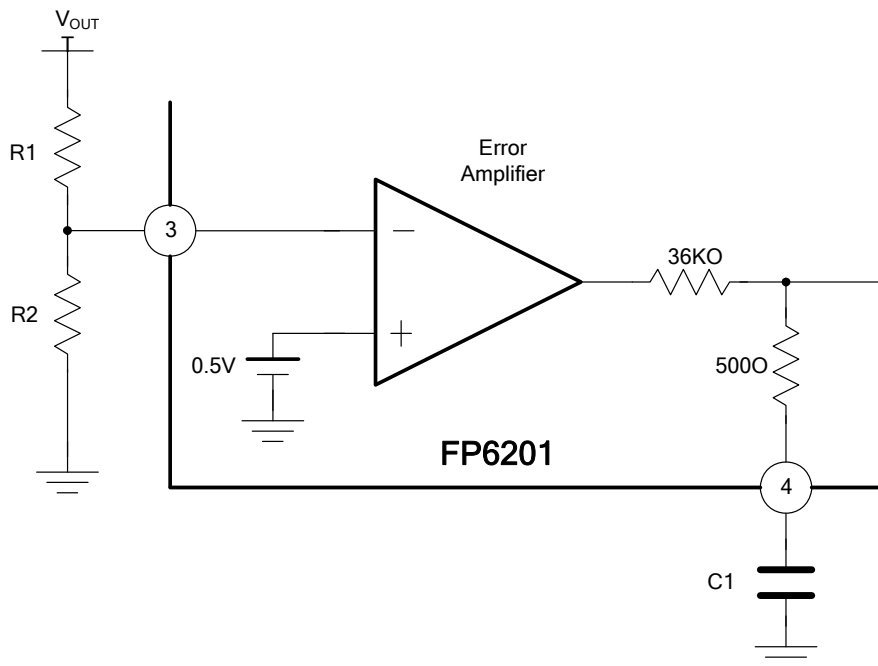 VOUT
R1
Error
Amplifier
3
36KO
R2
0.5V
500O
FP6201
4
C1